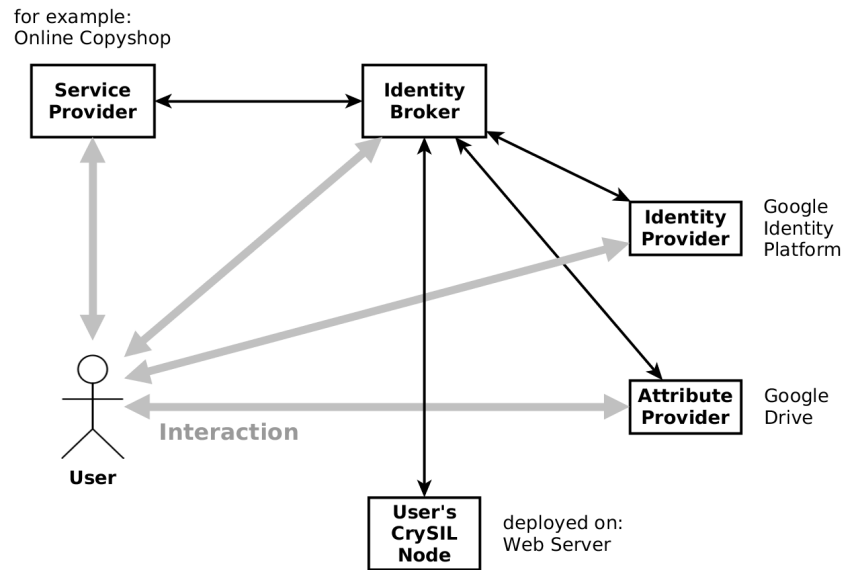 for example:
Online Copyshop
Service
Provider
Identity
Broker
Identity
Provider
Google
Identity
Platform
Attribute
Provider
Google
Drive
Interaction
User
User's
CrySIL
Node
deployed on:
Web Server